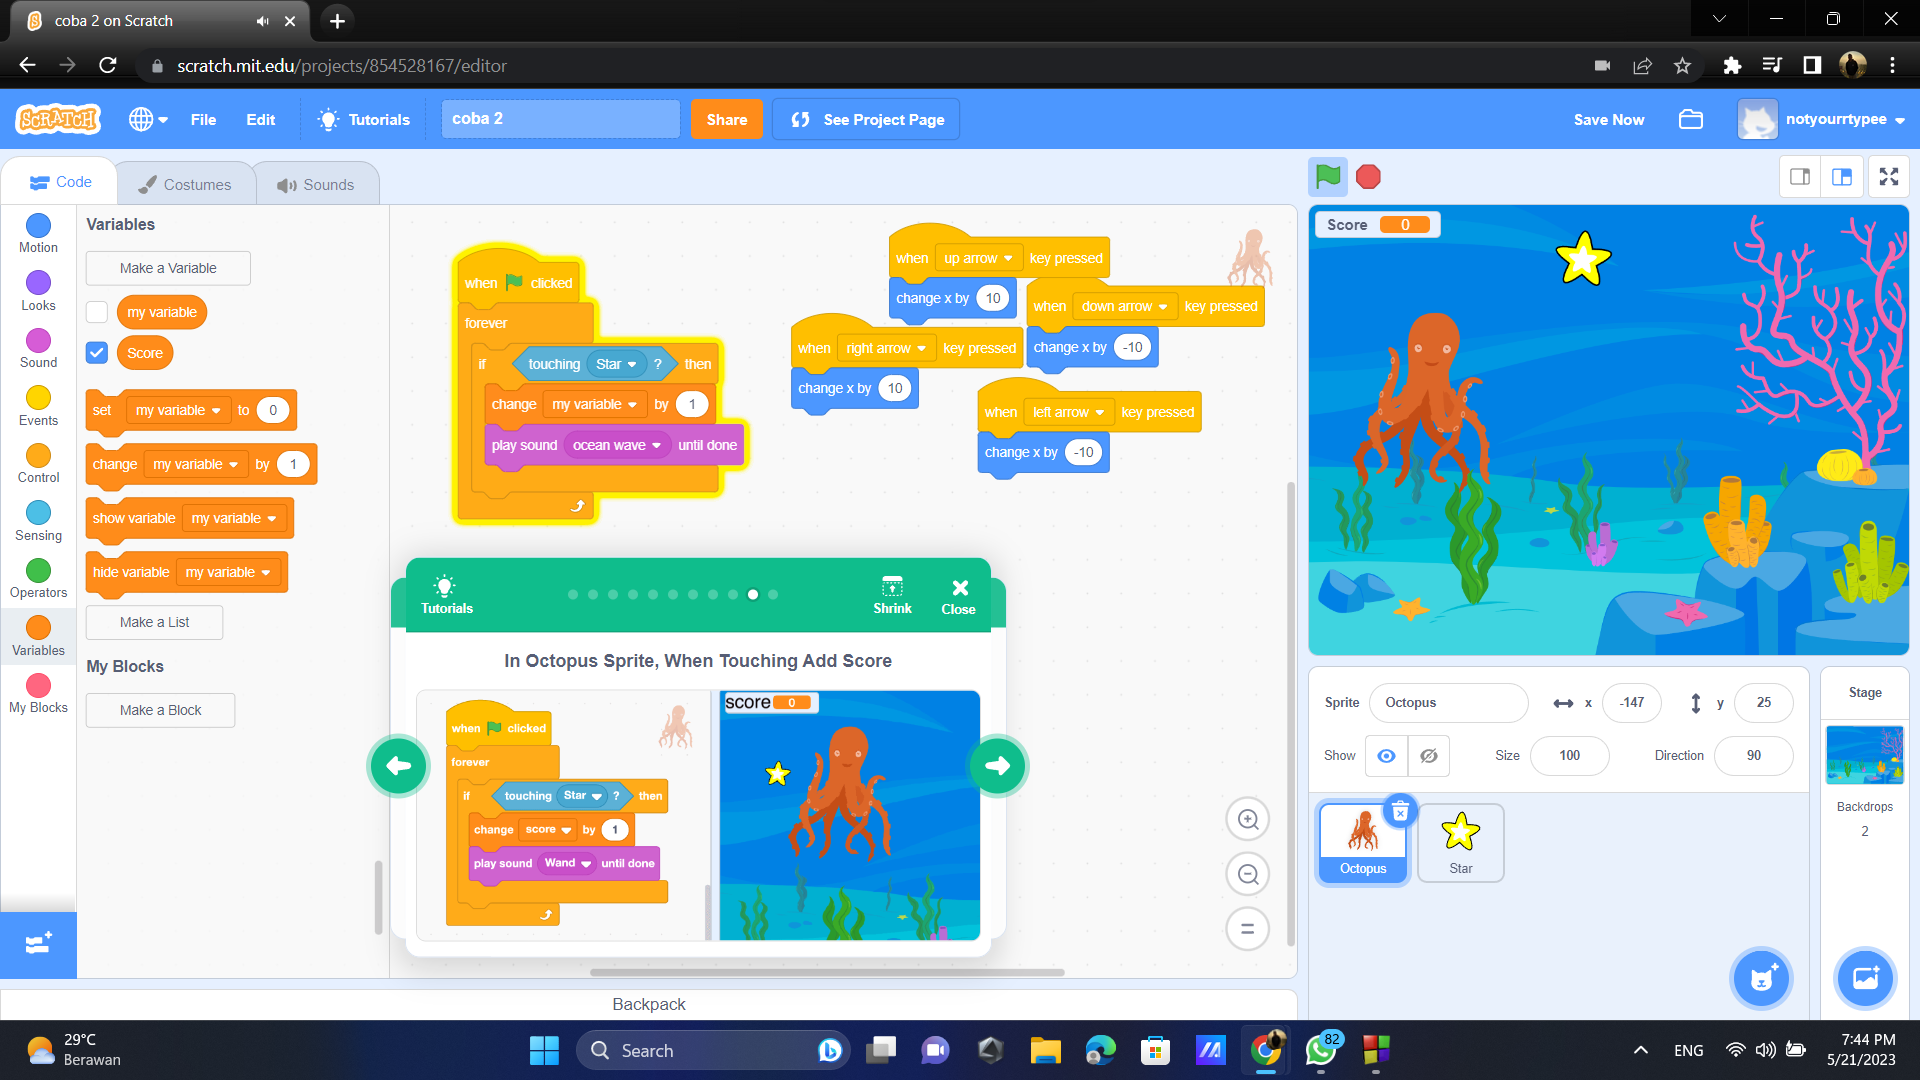 coba 2 on Scratch
scratch.mit.edu/projects/854528167/editor
SCRATCH
File
Edit
Tutorials
coba 2
Share
See Project Page
Save Now
notyourrtypee
Code
Costumes
Sounds
Motion
Looks
Sound
Events
Control
Sensing
Operators
Variables
My Blocks
Variables
Make a Variable
my variable
Score
set my variable to 0
change my variable by 1
show variable my variable
hide variable my variable
Make a List
My Blocks
Make a Block
when clicked
forever
if touching Star ? then
change my variable by 1
play sound ocean wave until done
when up arrow key pressed
change x by 10
when down arrow key pressed
change x by -10
when right arrow key pressed
change x by 10
when left arrow key pressed
change x by -10
Tutorials
Shrink
Close
In Octopus Sprite, When Touching Add Score
when clicked
forever
if touching Star ? then
change score by 1
play sound Wand until done
score 0
Backpack
Score 0
Sprite Octopus x -147 y 25
Show Size 100 Direction 90
Octopus
Star
Stage
Backdrops
2
29°C
Berawan
Search
82
ENG
7:44 PM
5/21/2023